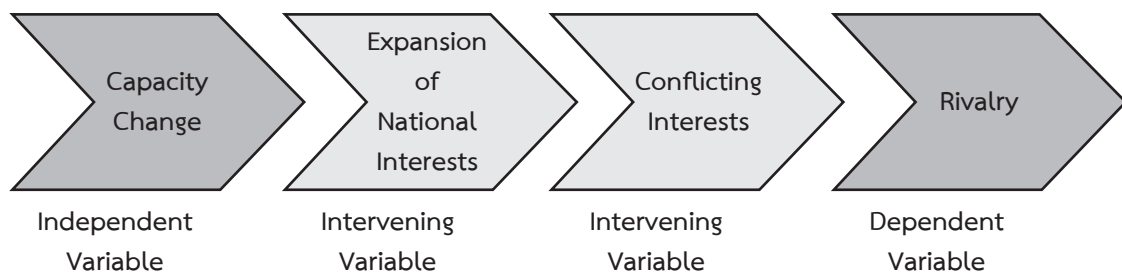 Capacity
Change
Expansion
of
National
Interests
Conflicting
Interests
Rivalry
Independent
Variable
Intervening
Variable
Intervening
Variable
Dependent
Variable